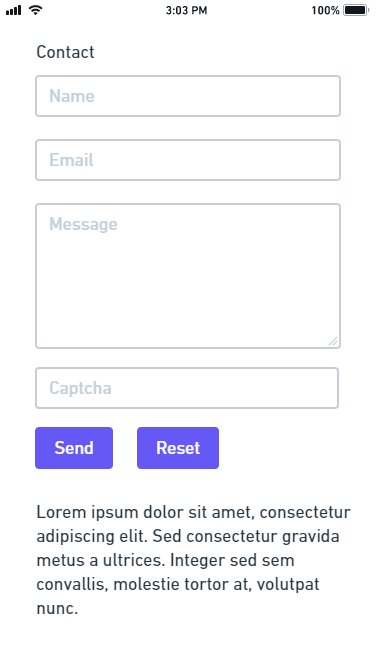 3:03 PM 100%
Contact
Name
Email
Message
Captcha
Send Reset
Lorem ipsum dolor sit amet, consectetur
adipiscing elit. Sed consectetur gravida
metus a ultrices. Integer sed sem
convallis, molestie tortor at, volutpat
nunc.